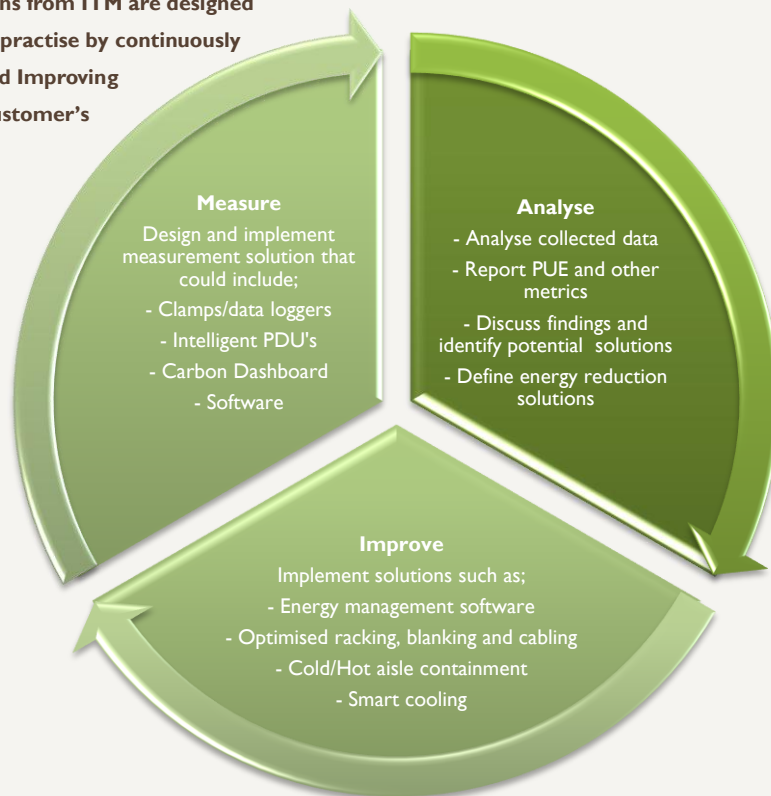 ns from ITM are designed
practise by continuously
d Improving
ustomer's
Measure
Design and implement
measurement solution that
could include;
- Clamps/data loggers
- Intelligent PDU's
- Carbon Dashboard
- Software
Analyse
- Analyse collected data
- Report PUE and other
metrics
- Discuss findings and
identify potential solutions
- Define energy reduction
solutions
Improve
Implement solutions such as;
- Energy management software
- Optimised racking, blanking and cabling
- Cold/Hot aisle containment
- Smart cooling